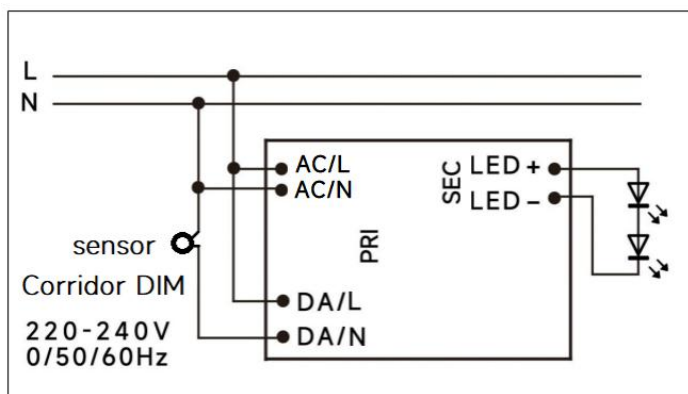 L
N
AC/L
AC/N
SEC
LED +
LED −
PRI
sensor
Corridor DIM
220-240V
0/50/60Hz
DA/L
DA/N